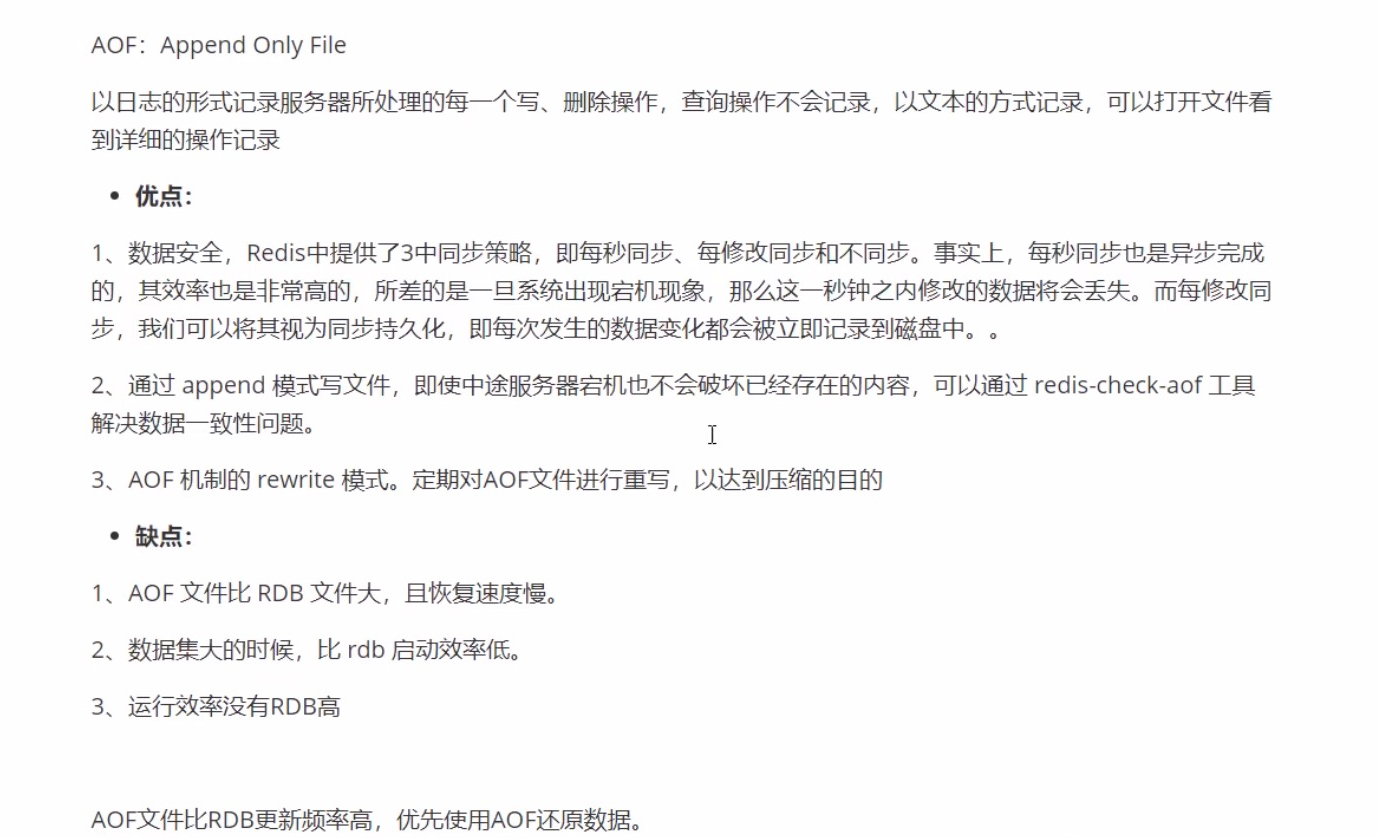 AOF：Append Only File
以日志的形式记录服务器所处理的每一个写、删除操作，查询操作不会记录，以文本的方式记录，可以打开文件看
到详细的操作记录
• 优点：
1、数据安全，Redis中提供了3中同步策略，即每秒同步、每修改同步和不同步。事实上，每秒同步也是异步完成
的，其效率也是非常高的，所差的是一旦系统出现宕机现象，那么这一秒钟之内修改的数据将会丢失。而每修改同
步，我们可以将其视为同步持久化，即每次发生的数据变化都会被立即记录到磁盘中。。
2、通过 append 模式写文件，即使中途服务器宕机也不会破坏已经存在的内容，可以通过 redis-check-aof 工具
解决数据一致性问题。
3、AOF 机制的 rewrite 模式。定期对AOF文件进行重写，以达到压缩的目的
• 缺点：
1、AOF 文件比 RDB 文件大，且恢复速度慢。
2、数据集大的时候，比 rdb 启动效率低。
3、运行效率没有RDB高
AOF文件比RDB更新频率高，优先使用AOF还原数据。